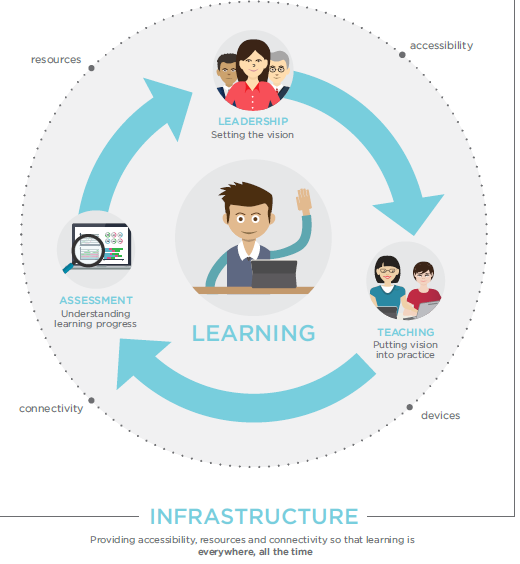 accessibility
resources
LEADERSHIP
Setting the vision
ASSESSMENT
Understanding
learning progress
LEARNING
TEACHING
Putting vision
into practice
connectivity
devices
INFRASTRUCTURE
Providing accessibility, resources and connectivity so that learning is
everywhere, all the time